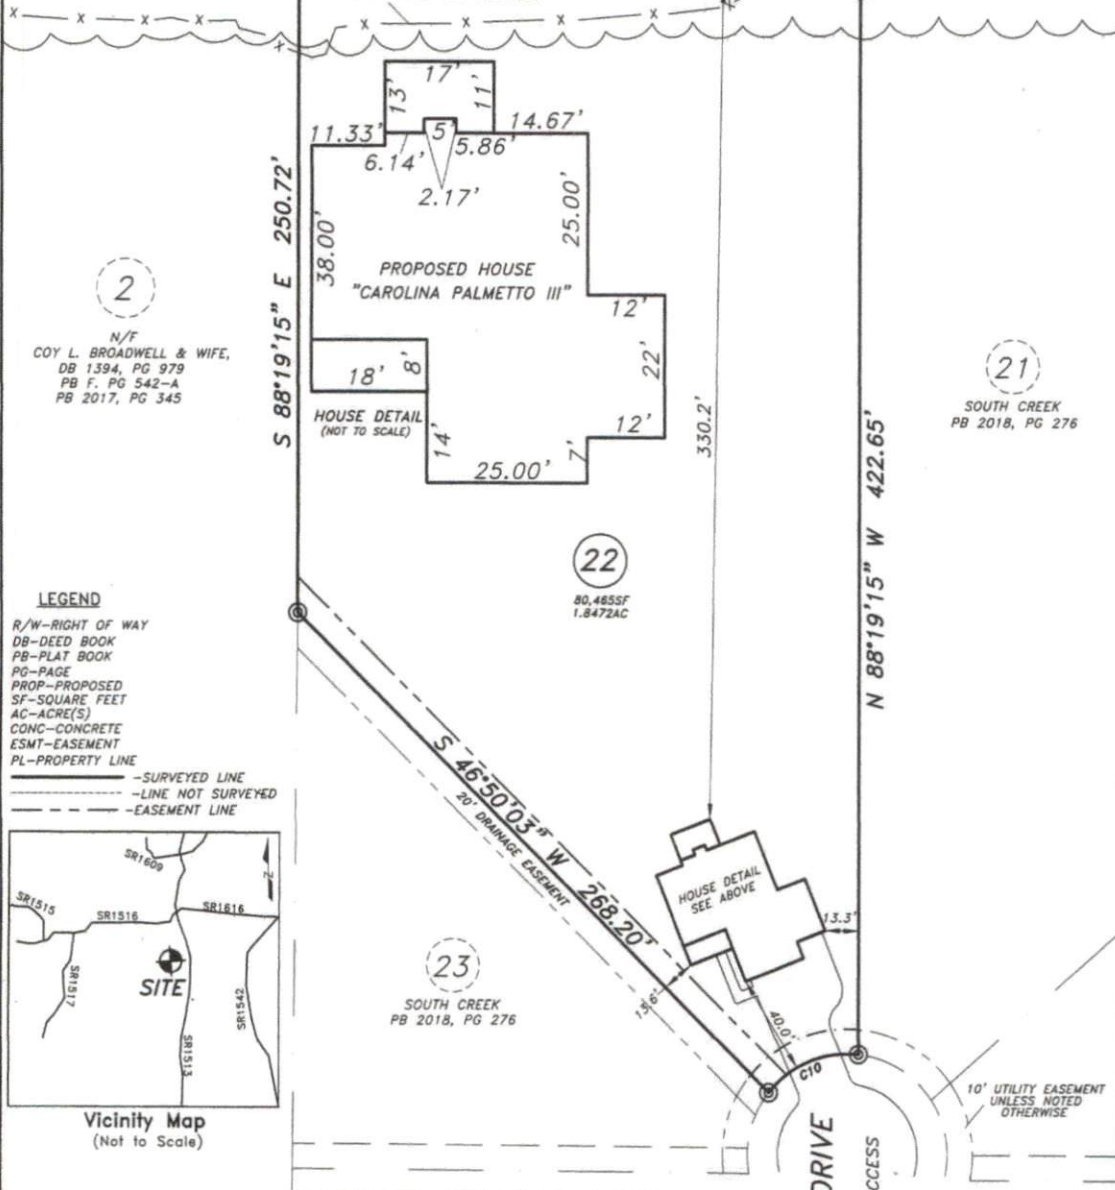 17'
13'
11'
11.33'
5'
14.67'
6.14'
5.86'
2.17'
S 88°19'15" E 250.72'
38.00'
25.00'
PROPOSED HOUSE
"CAROLINA PALMETTO III"
12'
22'
18'
8'
HOUSE DETAIL
(NOT TO SCALE)
14'
12'
7'
25.00'
2
N/F
COY L. BROADWELL & WIFE,
DB 1394, PG 979
PB F. PG 542-A
PB 2017, PG 345
330.2'
N 88°19'15" W 422.65'
21
SOUTH CREEK
PB 2018, PG 276
22
80,465SF
1.8472AC
LEGEND
R/W-RIGHT OF WAY
DB-DEED BOOK
PB-PLAT BOOK
PG-PAGE
PROP-PROPOSED
SF-SQUARE FEET
AC-ACRE(S)
CONC-CONCRETE
ESMT-EASEMENT
PL-PROPERTY LINE
-SURVEYED LINE
-LINE NOT SURVEYED
-EASEMENT LINE
S 46°50'03" W 268.20'
20' DRAINAGE EASEMENT
HOUSE DETAIL
SEE ABOVE
13.3'
40.0'
C10
23
SOUTH CREEK
PB 2018, PG 276
SR1609
SR1515
SR1516
SR1616
SITE
SR1517
SR1542
SR1513
Vicinity Map
(Not to Scale)
10' UTILITY EASEMENT
UNLESS NOTED
OTHERWISE
DRIVE
CCESS